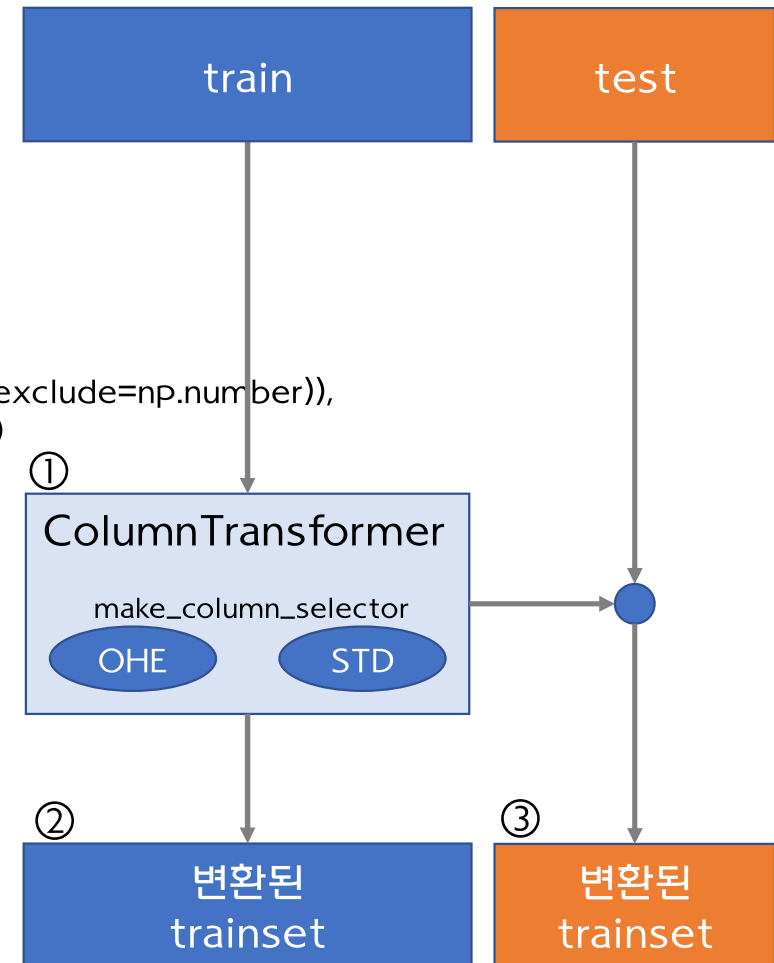 train
test
exclude=np.number)),
)
①
ColumnTransformer
make_column_selector
OHE
STD
②
③
변환된
trainset
변환된
trainset